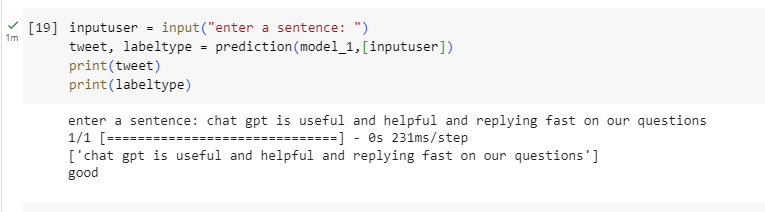 [19] inputuser = input("enter a sentence: ")
1m
tweet, labeltype = prediction(model_1,[inputuser])
print(tweet)
print(labeltype)
enter a sentence: chat gpt is useful and helpful and replying fast on our questions
1/1 [==============================] - 0s 231ms/step
['chat gpt is useful and helpful and replying fast on our questions']
good